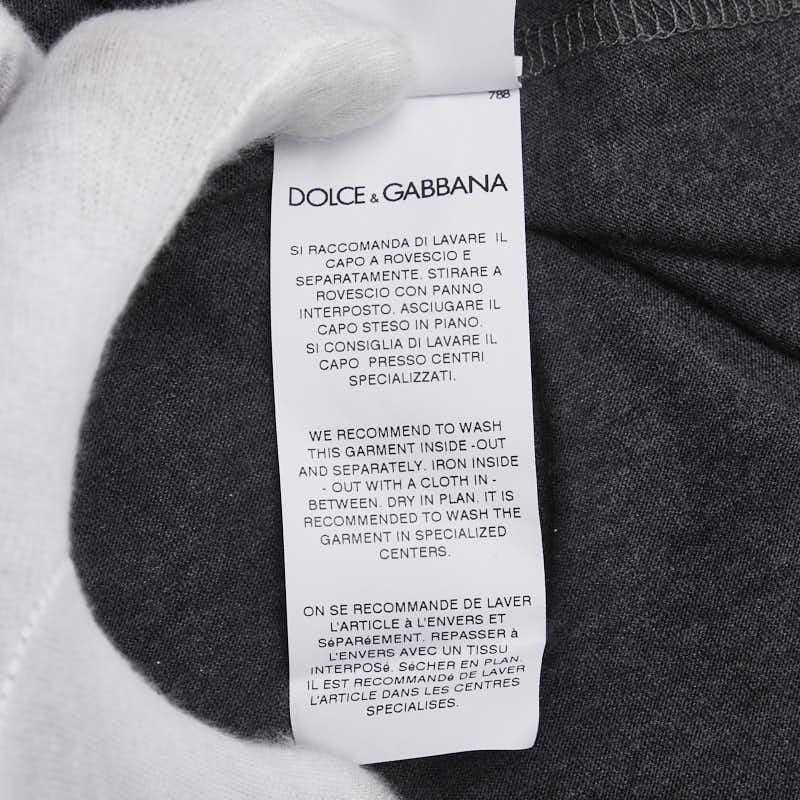 788
DOLCE & GABBANA
SI RACCOMANDA DI LAVARE IL
CAPO A ROVESCIO E
SEPARATAMENTE. STIRARE A
ROVESCIO CON PANNO
INTERPOSTO. ASCIUGARE IL
CAPO STESO IN PIANO.
SI CONSIGLIA DI LAVARE IL
CAPO PRESSO CENTRI
SPECIALIZZATI.
WE RECOMMEND TO WASH
THIS GARMENT INSIDE -OUT
AND SEPARATELY. IRON INSIDE
- OUT WITH A CLOTH IN -
BETWEEN. DRY IN PLAN. IT IS
RECOMMENDED TO WASH THE
GARMENT IN SPECIALIZED
CENTERS.
ON SE RECOMMANDE DE LAVER
L'ARTICLE à L'ENVERS ET
SéPARéEMENT. REPASSER à
L'ENVERS AVEC UN TISSU
INTERPOSé. SéCHER EN PLAN.
IL EST RECOMMANDé DE LAVER
L'ARTICLE DANS LES CENTRES
SPECIALISES.